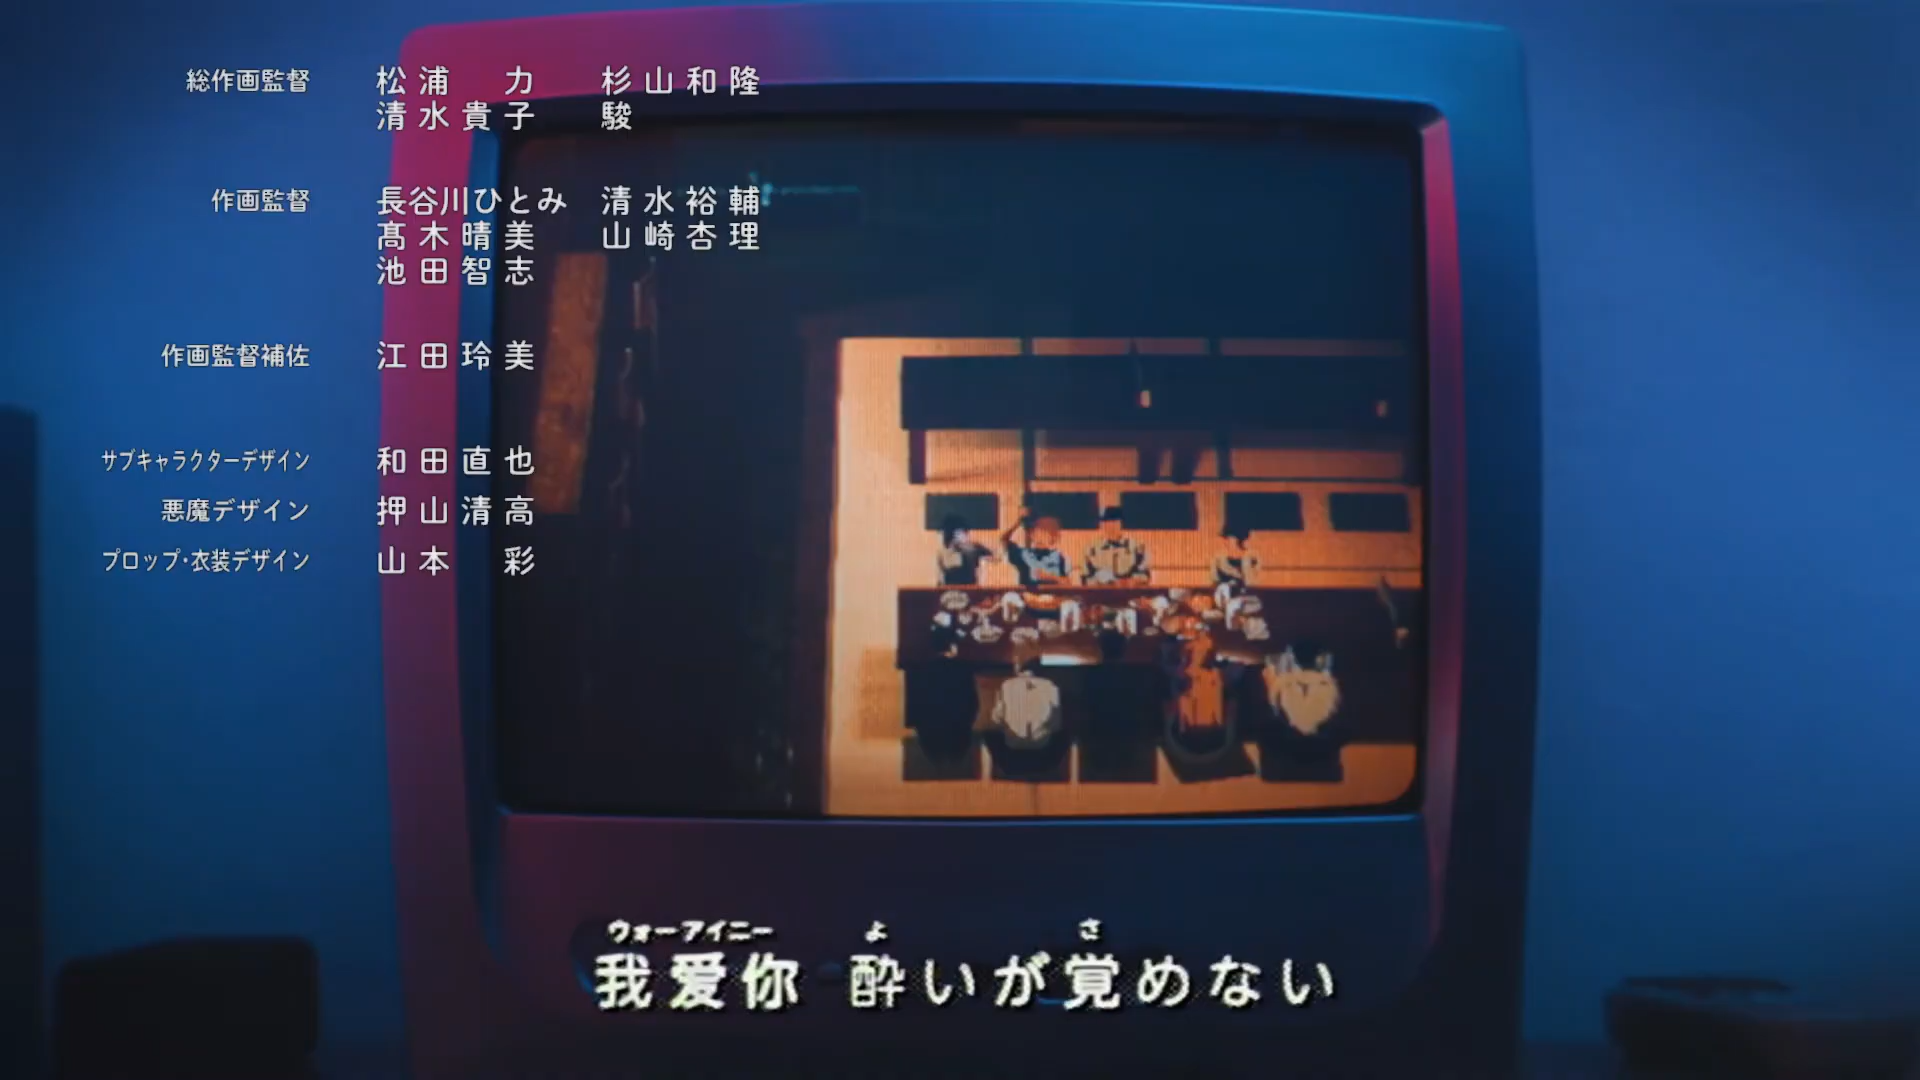 総作画監督 松浦 力 杉山和隆
清水貴子 駿
作画監督 長谷川ひとみ 清水裕輔
髙木晴美 山崎杏理
池田智志
作画監督補佐 江田玲美
サブキャラクターデザイン 和田直也
悪魔デザイン 押山清高
プロップ・衣装デザイン 山本 彩
ウォーアイニー よ さ
我爱你 酔いが覚めない